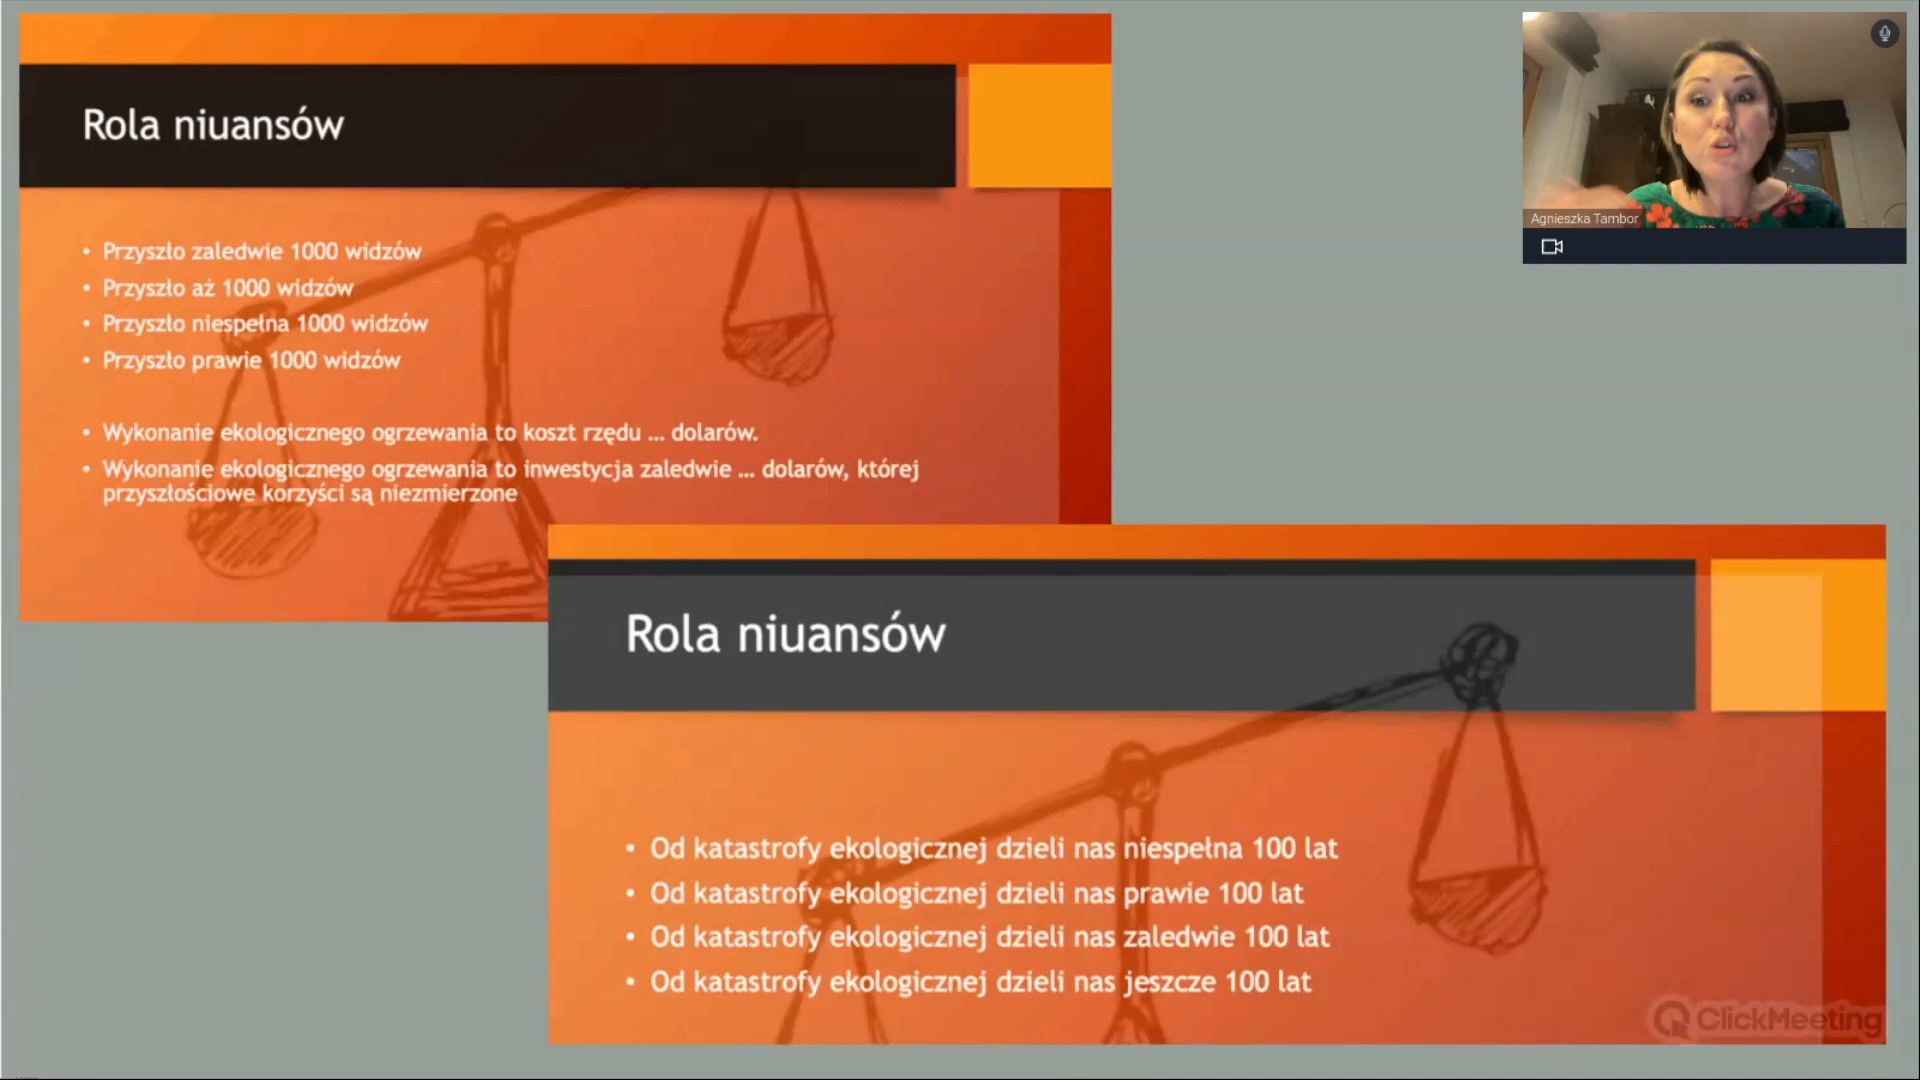 Rola niuansów
• Przyszło zaledwie 1000 widzów
• Przyszło aż 1000 widzów
• Przyszło niespełna 1000 widzów
• Przyszło prawie 1000 widzów
• Wykonanie ekologicznego ogrzewania to koszt rzędu … dolarów.
• Wykonanie ekologicznego ogrzewania to inwestycja zaledwie … dolarów, której
przyszłościowe korzyści są niezmierzone
Agnieszka Tambor
Rola niuansów
• Od katastrofy ekologicznej dzieli nas niespełna 100 lat
• Od katastrofy ekologicznej dzieli nas prawie 100 lat
• Od katastrofy ekologicznej dzieli nas zaledwie 100 lat
• Od katastrofy ekologicznej dzieli nas jeszcze 100 lat
ClickMeeting